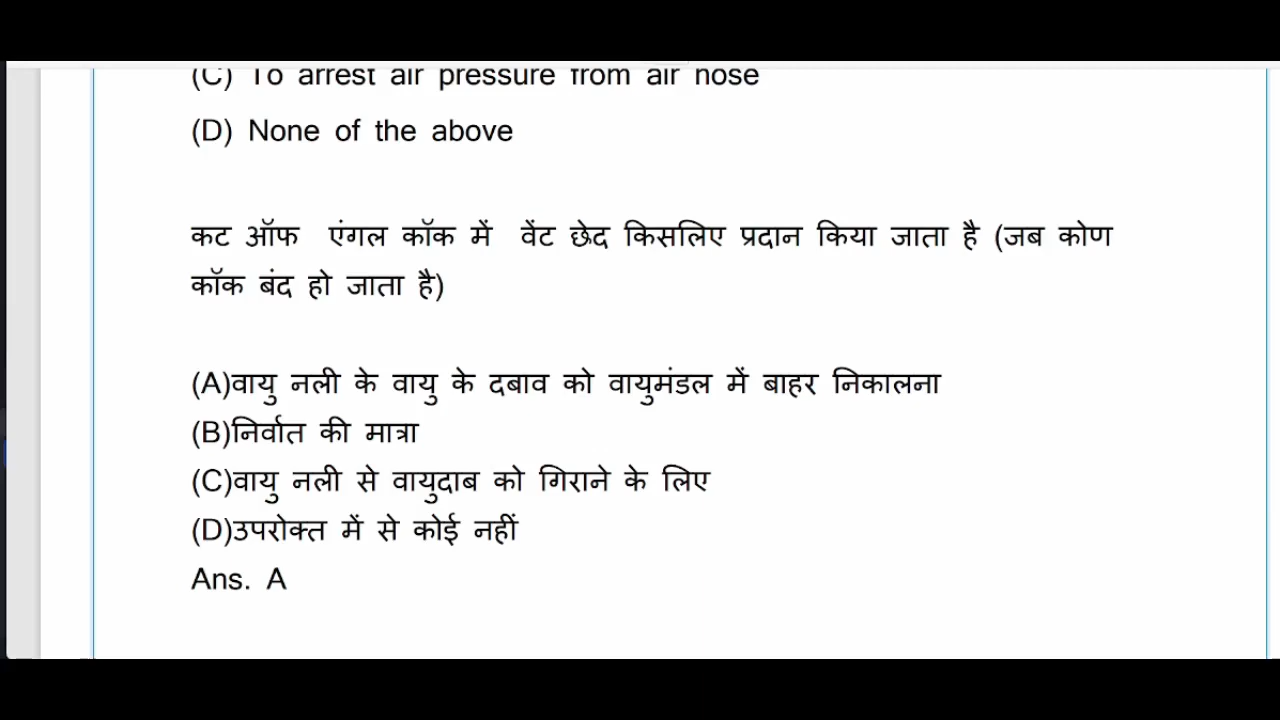 (C) To arrest air pressure from air hose
(D) None of the above
कट ऑफ एंगल कॉक में वेंट छेद किसलिए प्रदान किया जाता है (जब कोण
कॉक बंद हो जाता है)
(A)वायु नली के वायु के दबाव को वायुमंडल में बाहर निकालना
(B)निर्वात की मात्रा
(C)वायु नली से वायुदाब को गिराने के लिए
(D)उपरोक्त में से कोई नहीं
Ans. A